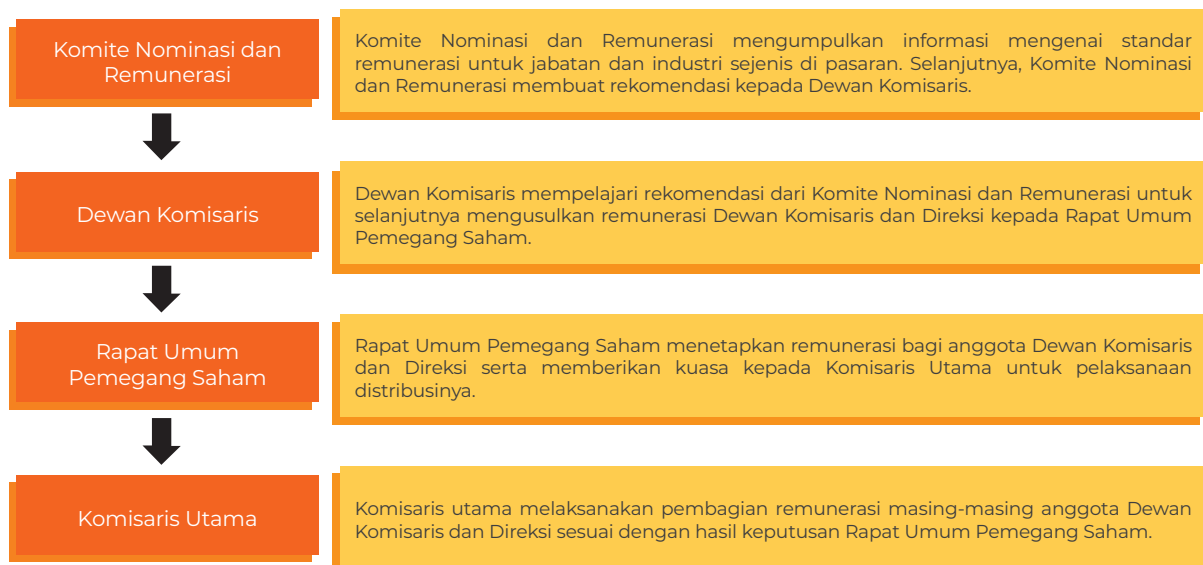 Komite Nominasi dan
Remunerasi
Komite Nominasi dan Remunerasi mengumpulkan informasi mengenai standar
remunerasi untuk jabatan dan industri sejenis di pasaran. Selanjutnya, Komite Nominasi
dan Remunerasi membuat rekomendasi kepada Dewan Komisaris.
Dewan Komisaris
Dewan Komisaris mempelajari rekomendasi dari Komite Nominasi dan Remunerasi untuk
selanjutnya mengusulkan remunerasi Dewan Komisaris dan Direksi kepada Rapat Umum
Pemegang Saham.
Rapat Umum
Pemegang Saham
Rapat Umum Pemegang Saham menetapkan remunerasi bagi anggota Dewan Komisaris
dan Direksi serta memberikan kuasa kepada Komisaris Utama untuk pelaksanaan
distribusinya.
Komisaris Utama
Komisaris utama melaksanakan pembagian remunerasi masing-masing anggota Dewan
Komisaris dan Direksi sesuai dengan hasil keputusan Rapat Umum Pemegang Saham.